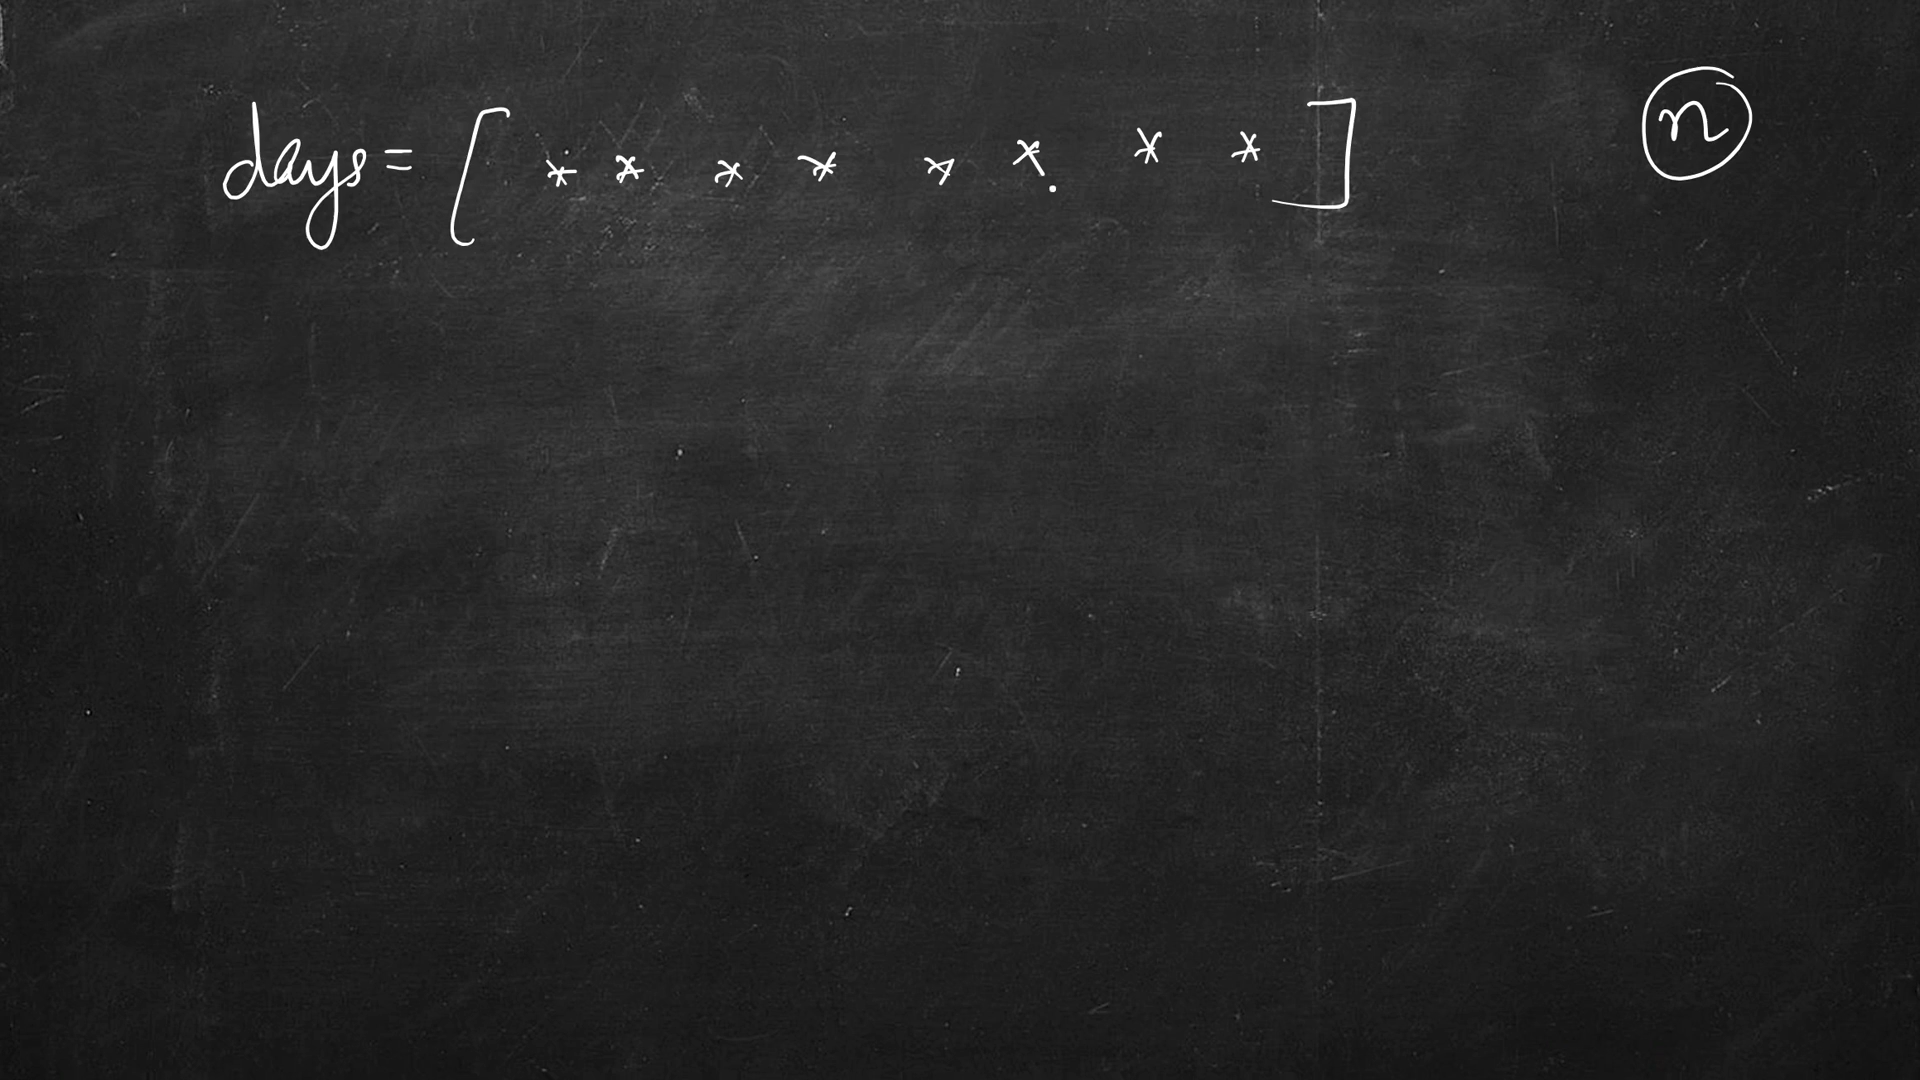 days = [ * * * * * * * * ]
n